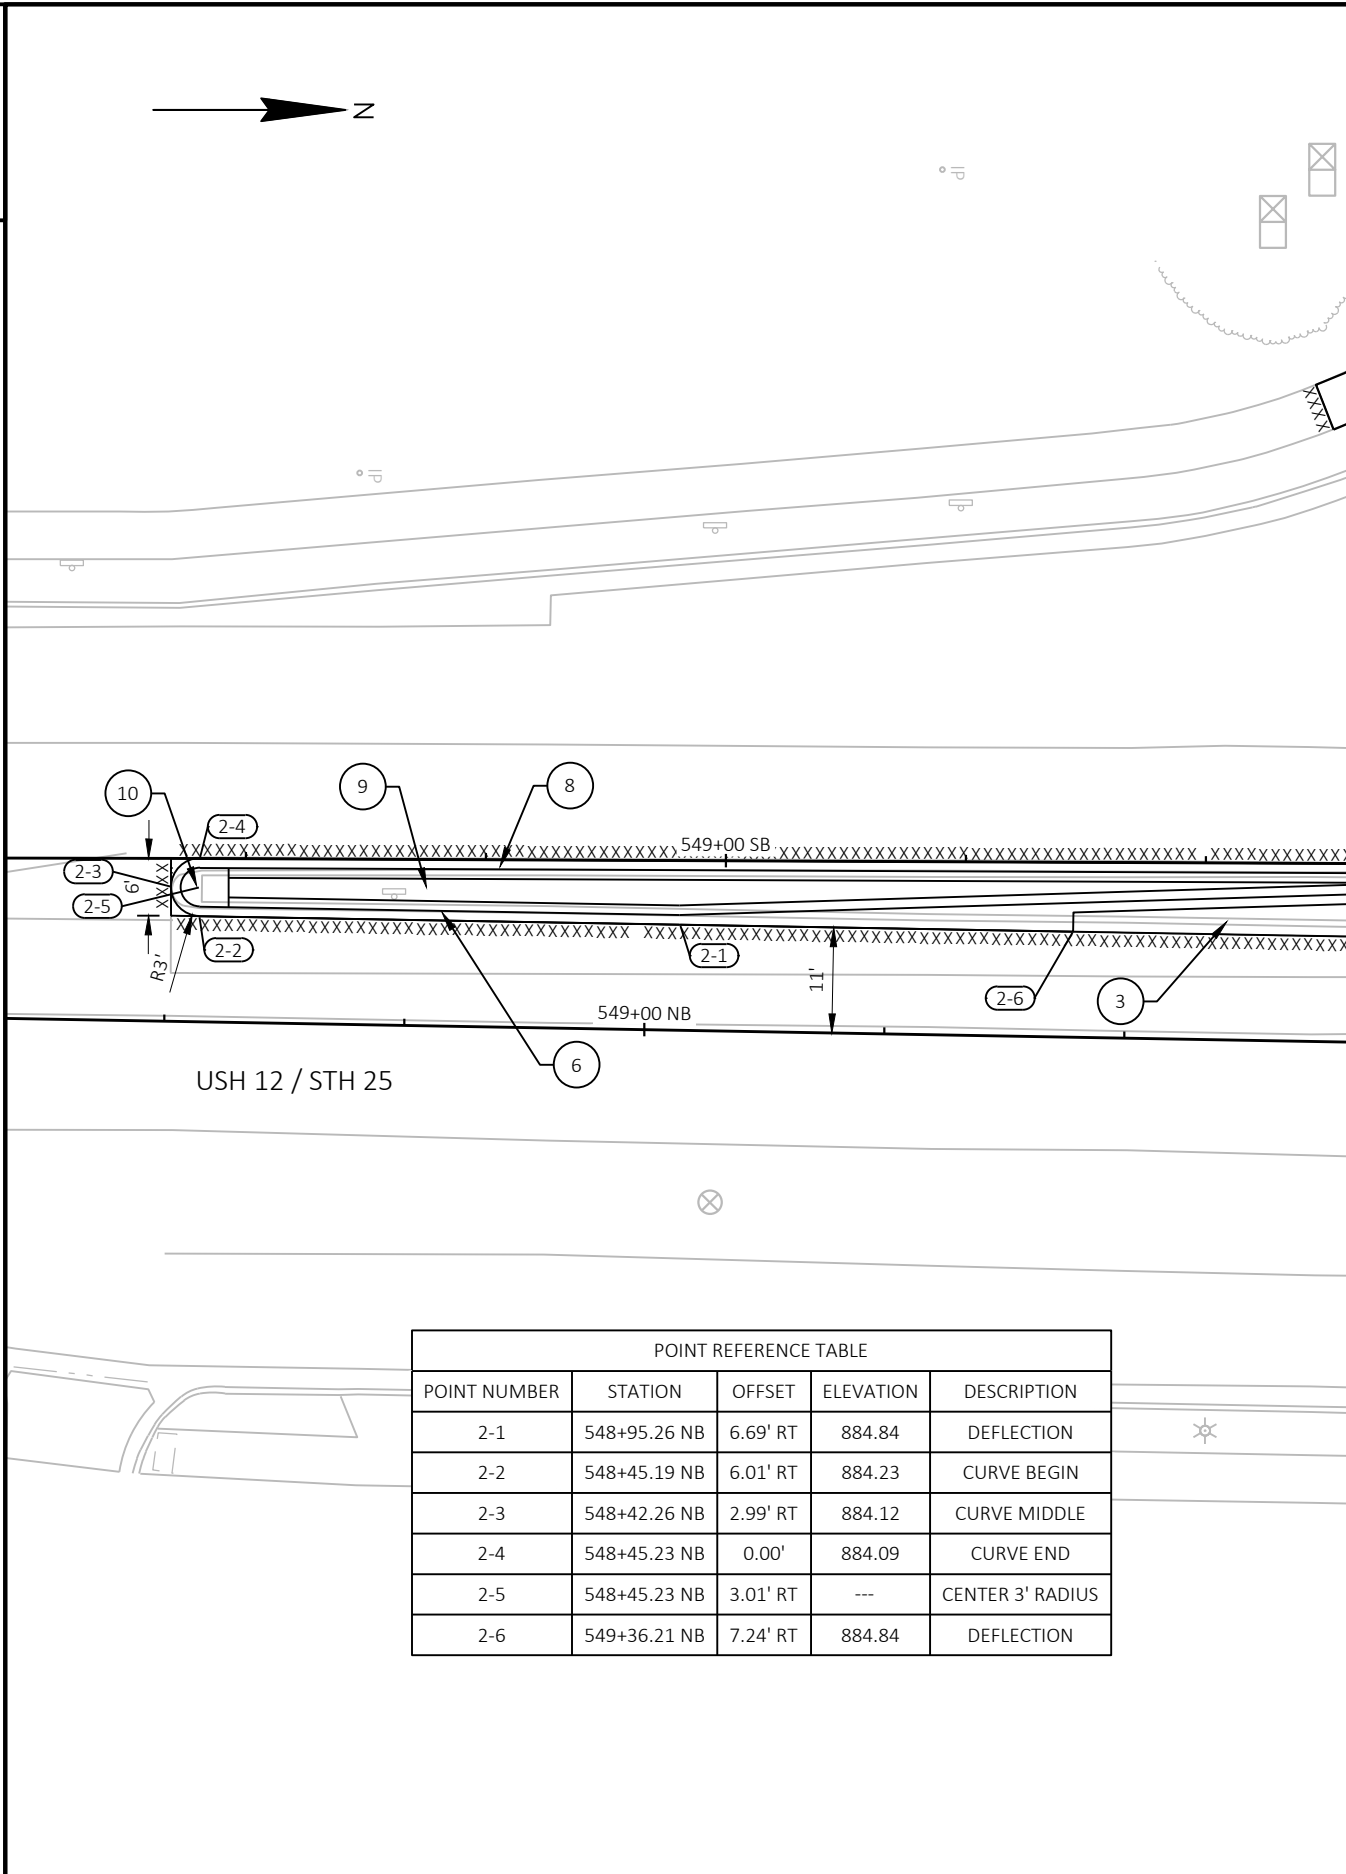 N
IP
IP
10
9
8
2-4
549+00 SB
2-3
6'
2-5
2-2
R3'
2-1
11'
2-6
3
549+00 NB
6
USH 12 / STH 25
POINT REFERENCE TABLE
POINT NUMBER STATION OFFSET ELEVATION DESCRIPTION
2-1 548+95.26 NB 6.69' RT 884.84 DEFLECTION
2-2 548+45.19 NB 6.01' RT 884.23 CURVE BEGIN
2-3 548+42.26 NB 2.99' RT 884.12 CURVE MIDDLE
2-4 548+45.23 NB 0.00' 884.09 CURVE END
2-5 548+45.23 NB 3.01' RT --- CENTER 3' RADIUS
2-6 549+36.21 NB 7.24' RT 884.84 DEFLECTION